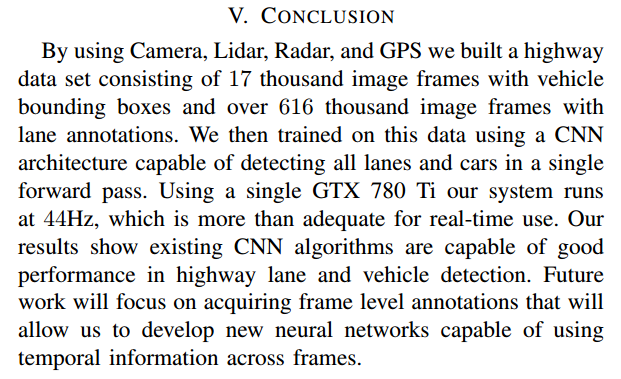 V. CONCLUSION
By using Camera, Lidar, Radar, and GPS we built a highway
data set consisting of 17 thousand image frames with vehicle
bounding boxes and over 616 thousand image frames with
lane annotations. We then trained on this data using a CNN
architecture capable of detecting all lanes and cars in a single
forward pass. Using a single GTX 780 Ti our system runs
at 44Hz, which is more than adequate for real-time use. Our
results show existing CNN algorithms are capable of good
performance in highway lane and vehicle detection. Future
work will focus on acquiring frame level annotations that will
allow us to develop new neural networks capable of using
temporal information across frames.